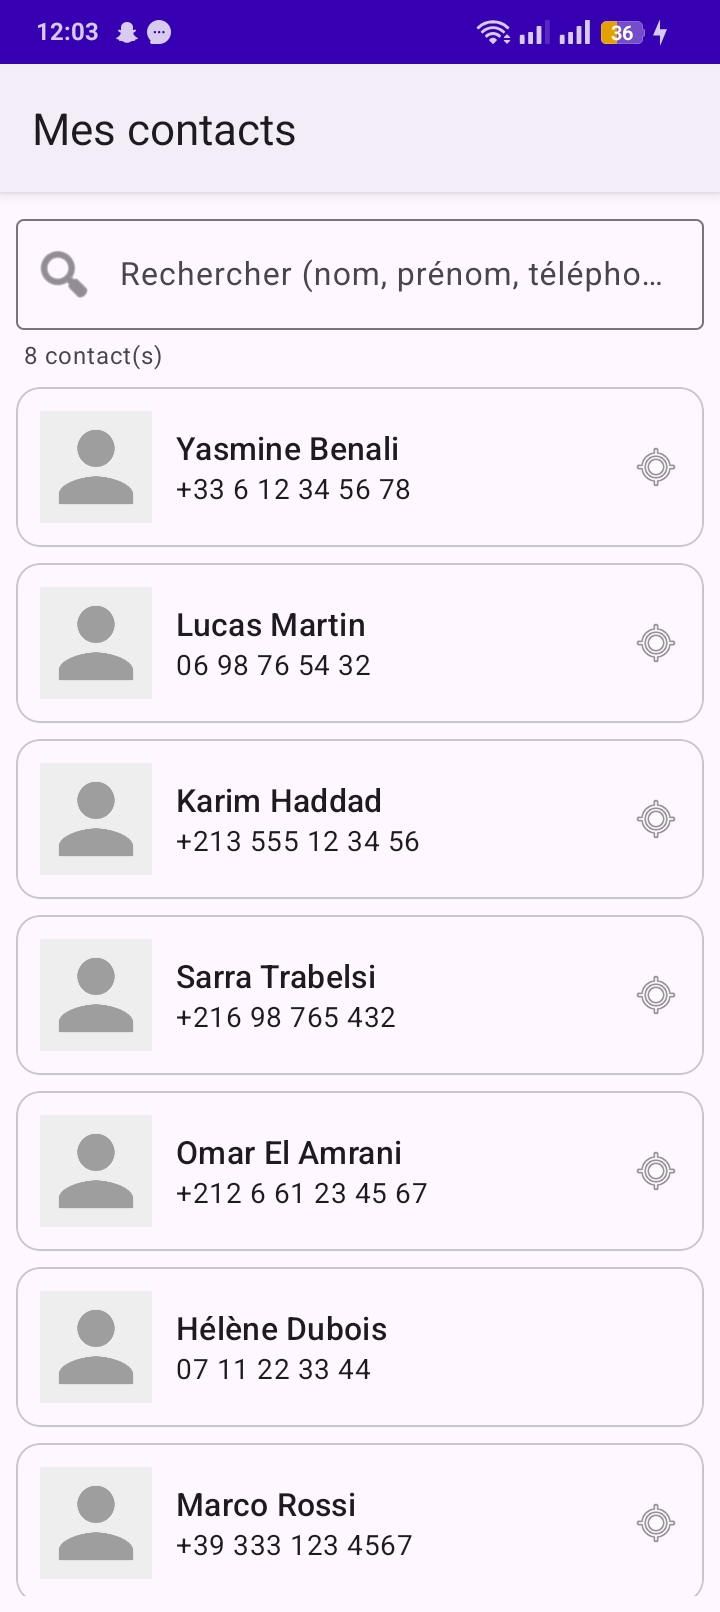 12:03
36
Mes contacts
Rechercher (nom, prénom, télépho…
8 contact(s)
Yasmine Benali
+33 6 12 34 56 78
Lucas Martin
06 98 76 54 32
Karim Haddad
+213 555 12 34 56
Sarra Trabelsi
+216 98 765 432
Omar El Amrani
+212 6 61 23 45 67
Hélène Dubois
07 11 22 33 44
Marco Rossi
+39 333 123 4567